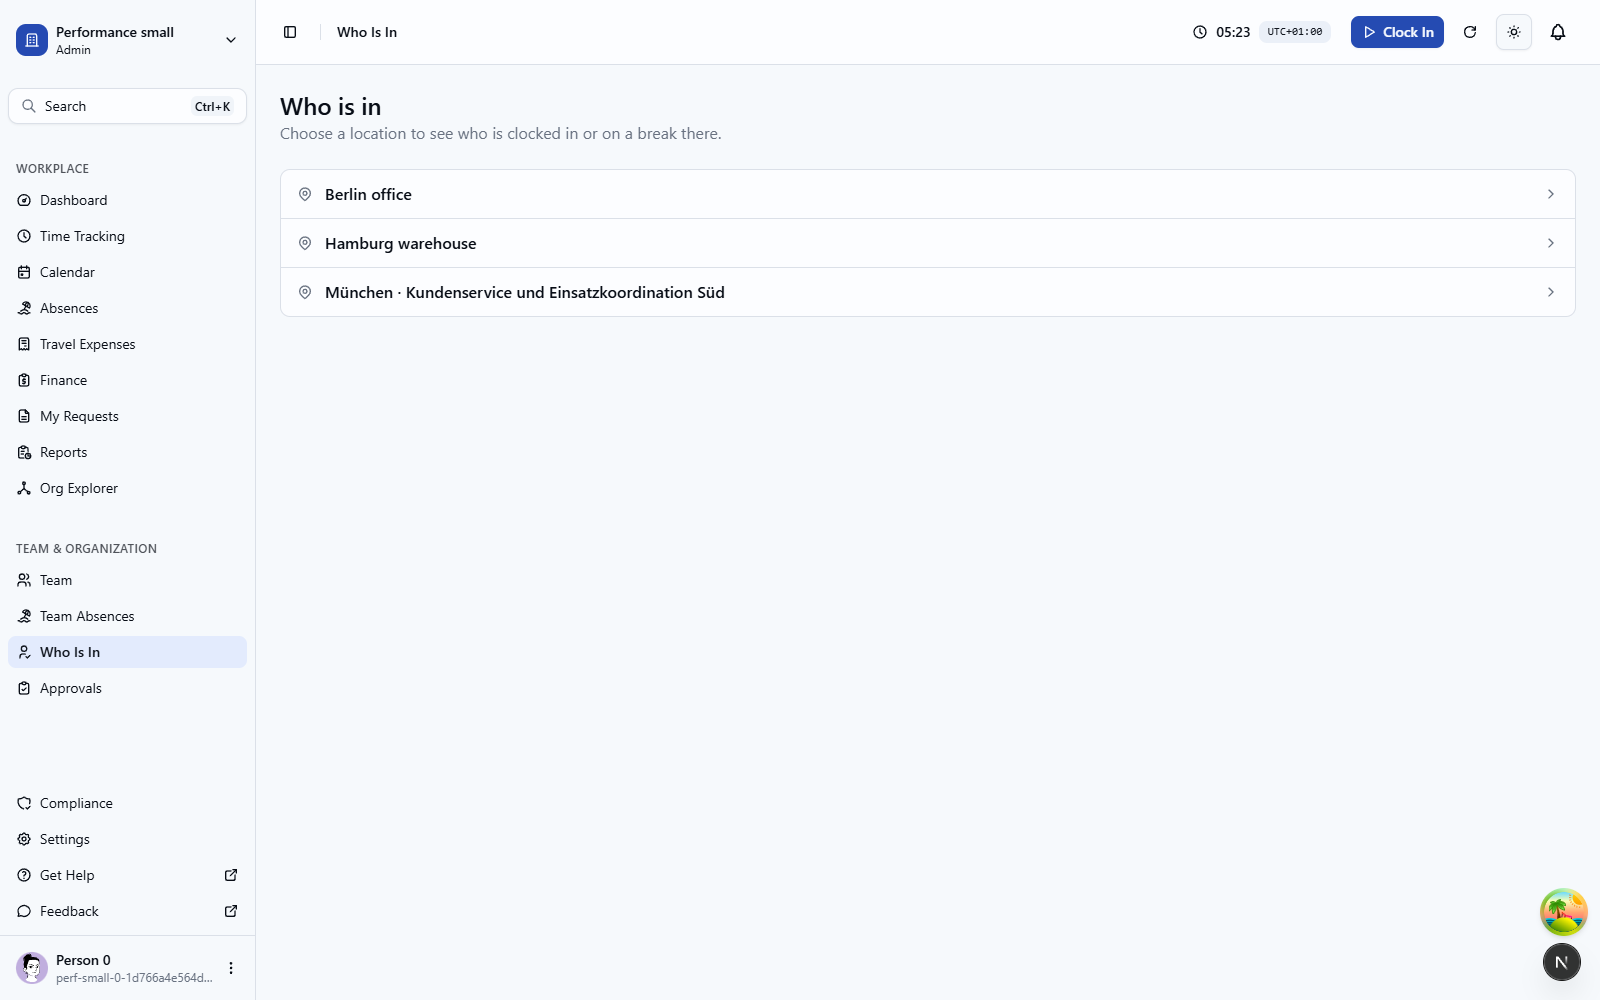 Performance small
Admin
Search
Ctrl+K
WORKPLACE
Dashboard
Time Tracking
Calendar
Absences
Travel Expenses
Finance
My Requests
Reports
Org Explorer
TEAM & ORGANIZATION
Team
Team Absences
Who Is In
Approvals
Compliance
Settings
Get Help
Feedback
Person 0
perf-small-0-1d766a4e564d...
Who Is In
05:23
UTC+01:00
Clock In
Who is in
Choose a location to see who is clocked in or on a break there.
Berlin office
Hamburg warehouse
München · Kundenservice und Einsatzkoordination Süd
N